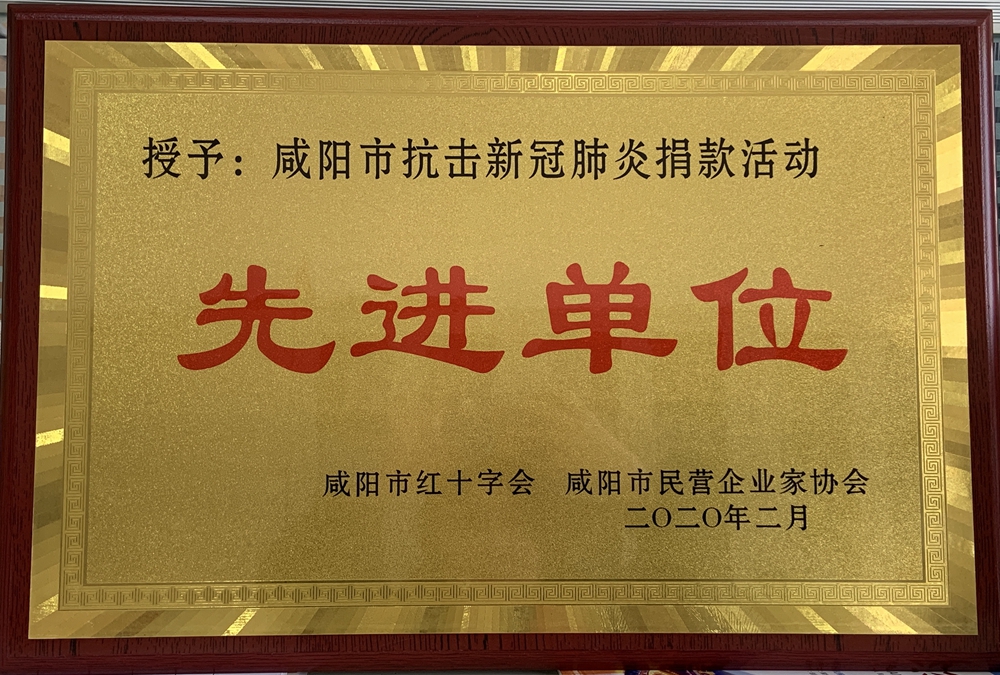 授予：咸阳市抗击新冠肺炎捐款活动
先进单位
咸阳市红十字会 咸阳市民营企业家协会
二〇二〇年二月